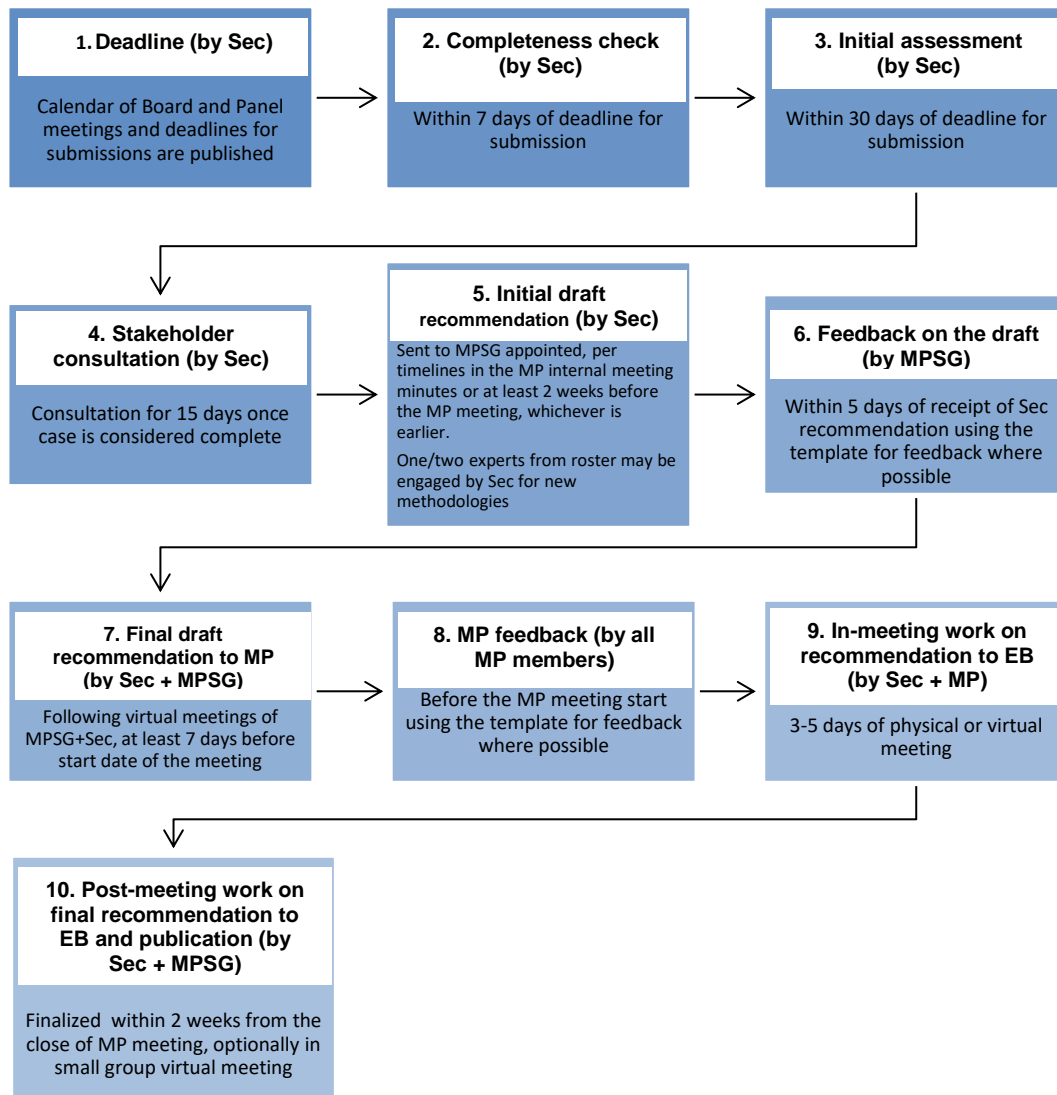 1. Deadline (by Sec)
Calendar of Board and Panel
meetings and deadlines for
submissions are published
2. Completeness check
(by Sec)
Within 7 days of deadline for
submission
3. Initial assessment
(by Sec)
Within 30 days of deadline for
submission
4. Stakeholder
consultation (by Sec)
Consultation for 15 days once
case is considered complete
5. Initial draft
recommendation (by Sec)
Sent to MPSG appointed, per
timelines in the MP internal meeting
minutes or at least 2 weeks before
the MP meeting, whichever is
earlier.
One/two experts from roster may be
engaged by Sec for new
methodologies
6. Feedback on the draft
(by MPSG)
Within 5 days of receipt of Sec
recommendation using the
template for feedback where
possible
7. Final draft
recommendation to MP
(by Sec + MPSG)
Following virtual meetings of
MPSG+Sec, at least 7 days before
start date of the meeting
8. MP feedback (by all
MP members)
Before the MP meeting start
using the template for feedback
where possible
9. In-meeting work on
recommendation to EB
(by Sec + MP)
3-5 days of physical or virtual
meeting
10. Post-meeting work on
final recommendation to
EB and publication (by
Sec + MPSG)
Finalized within 2 weeks from the
close of MP meeting, optionally in
small group virtual meeting